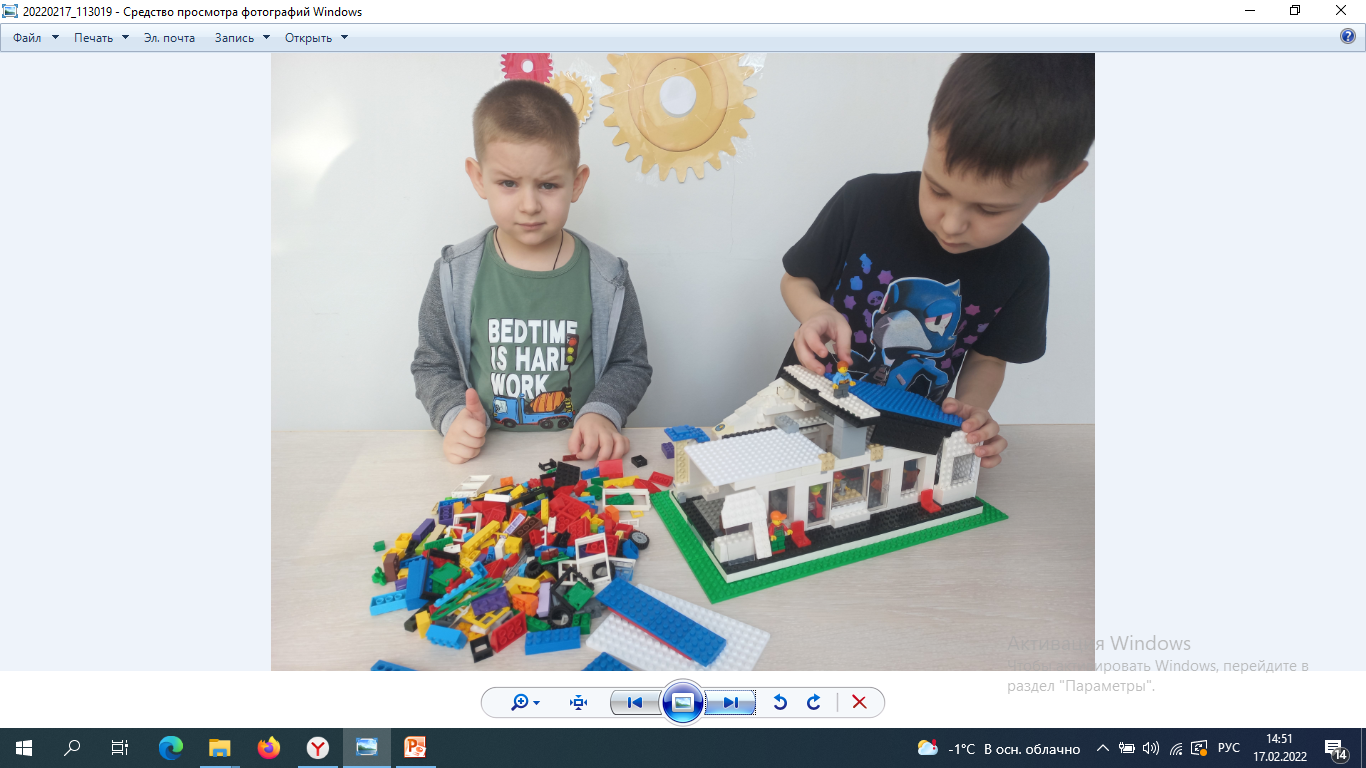 20220217_113019 - Средство просмотра фотографий Windows
Файл Печать Эл. почта Запись Открыть
BEDTIME
IS HARD
WORK
Активация Windows
Чтобы активировать Windows, перейдите в
раздел "Параметры".
-1°C В осн. облачно
РУС
14:51
17.02.2022
14